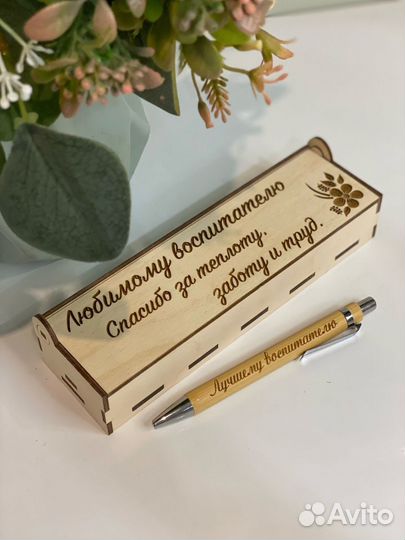 Любимому воспитателю
Спасибо за теплоту,
заботу и труд.
Лучшему воспитателю
Avito